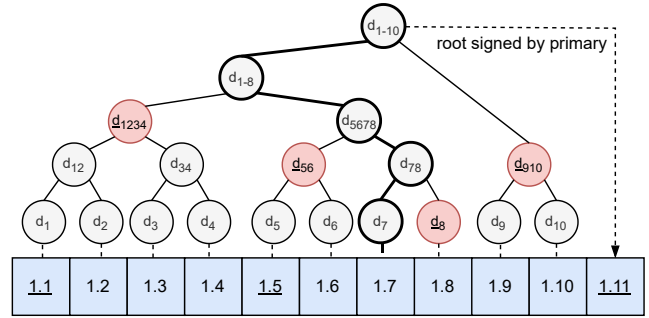 d1-10
root signed by primary
d1-8
d1234
d5678
d12
d34
d56
d78
d910
d1
d2
d3
d4
d5
d6
d7
d8
d9
d10
1.1
1.2
1.3
1.4
1.5
1.6
1.7
1.8
1.9
1.10
1.11